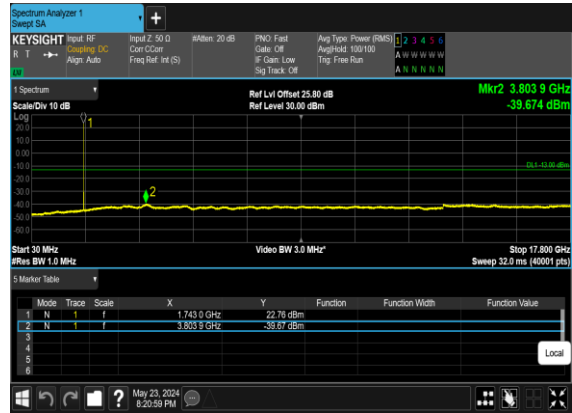 Spectrum Analyzer 1
Swept SA
+
KEYSIGHT Input: RF Input Z: 50 Ω #Atten: 20 dB PNO: Fast Avg Type: Power (RMS) 1 2 3 4 5 6
R T Coupling: DC Corr CCorr Gate: Off Avg|Hold: 100/100 A W W W W W
Align: Auto Freq Ref: Int (S) IF Gain: Low Trig: Free Run
Sig Track: Off A N N N N N
1 Spectrum Ref Lvl Offset 25.80 dB Mkr2 3.803 9 GHz
Scale/Div 10 dB Ref Level 30.00 dBm -39.674 dBm
Log
20.0
10.0
0.00
-10.0
-20.0
-30.0
-40.0
-50.0
-60.0
1
2
DL1 -13.00 dBm
Start 30 MHz Video BW 3.0 MHz* Stop 17.800 GHz
#Res BW 1.0 MHz Sweep 32.0 ms (40001 pts)
5 Marker Table
Mode Trace Scale X Y Function Function Width Function Value
1 N 1 f 1.743 0 GHz 22.76 dBm
2 N 1 f 3.803 9 GHz -39.67 dBm
3
4
5
6
Local
? May 23, 2024
8:20:59 PM